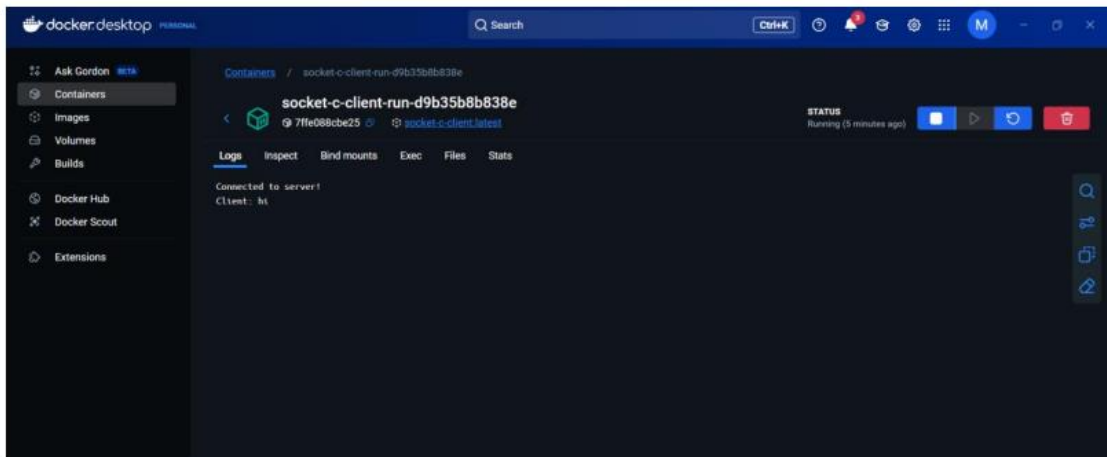 docker.desktop PERSONAL
Search
Ctrl+K
3
M
Ask Gordon BETA
Containers
Images
Volumes
Builds
Docker Hub
Docker Scout
Extensions
Containers / socket-c-client-run-d9b35b8b838e
socket-c-client-run-d9b35b8b838e
7ffe088cbe25 socket-c-client:latest
STATUS
Running (5 minutes ago)
Logs Inspect Bind mounts Exec Files Stats
Connected to server!
Client: hi